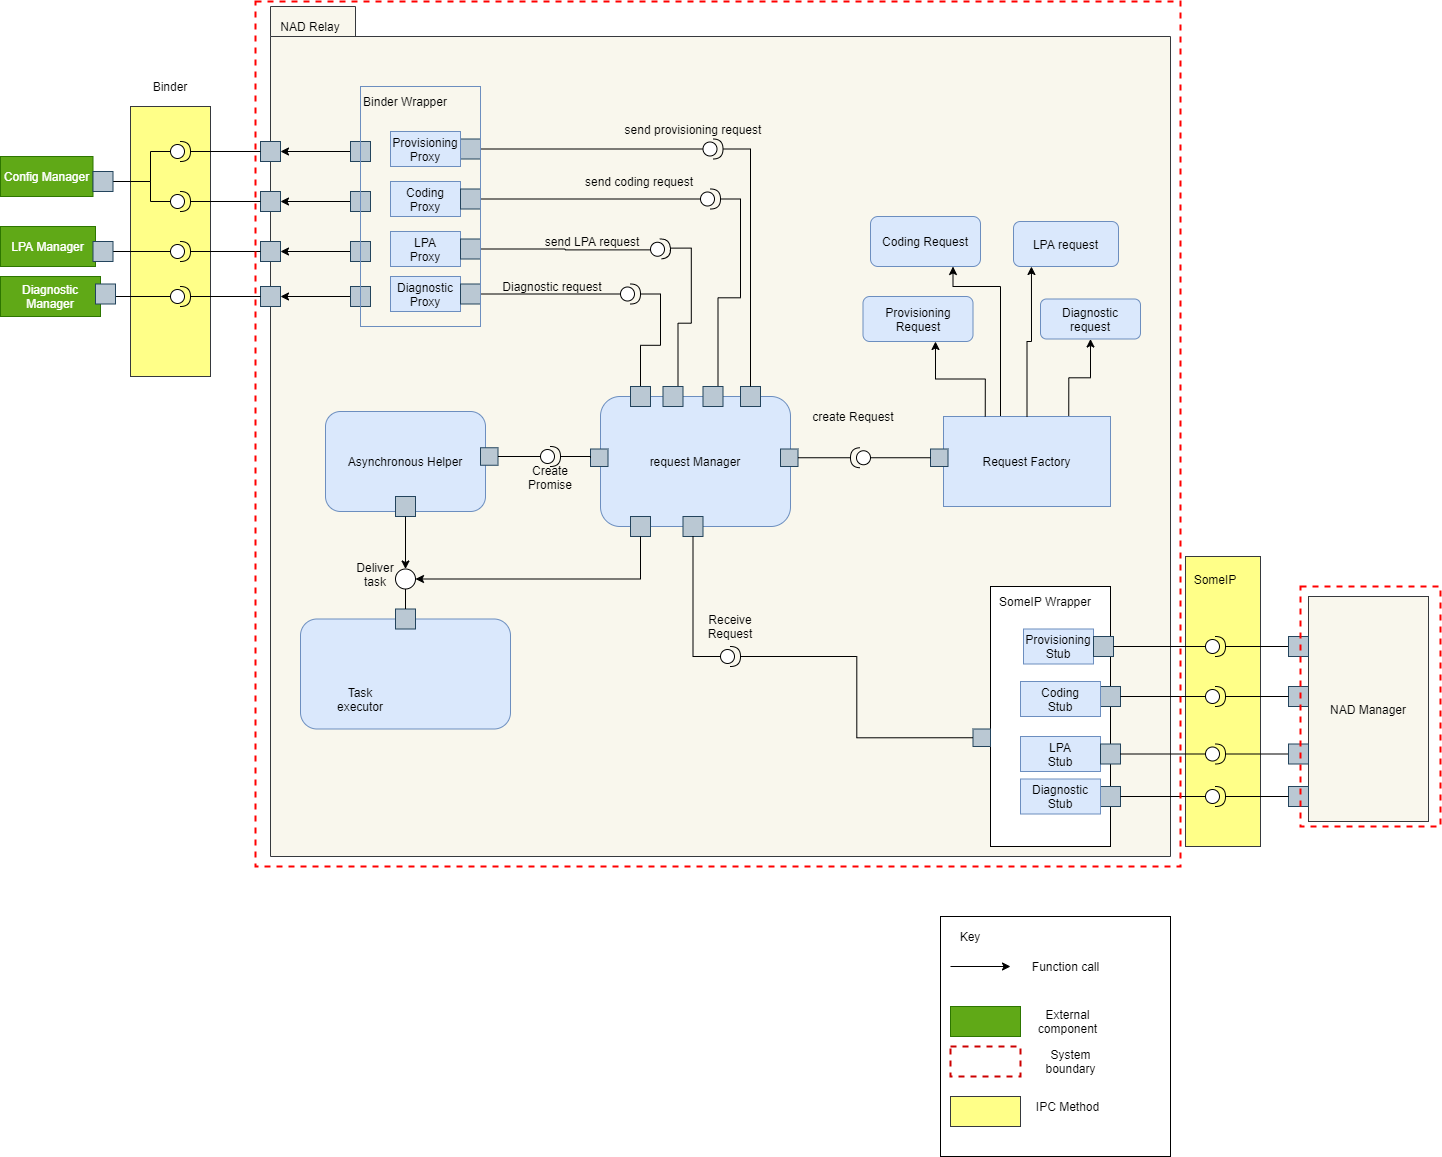 NAD Relay
Binder
Binder Wrapper
Provisioning
Proxy
Coding
Proxy
LPA
Proxy
Diagnostic
Proxy
Config Manager
LPA Manager
Diagnostic
Manager
send provisioning request
send coding request
send LPA request
Diagnostic request
Coding Request
LPA request
Provisioning
Request
Diagnostic
request
Asynchronous Helper
Create
Promise
request Manager
create Request
Request Factory
Deliver
task
Task
executor
Receive
Request
SomeIP Wrapper
Provisioning
Stub
Coding
Stub
LPA
Stub
Diagnostic
Stub
SomeIP
NAD Manager
Key
Function call
External
component
System
boundary
IPC Method